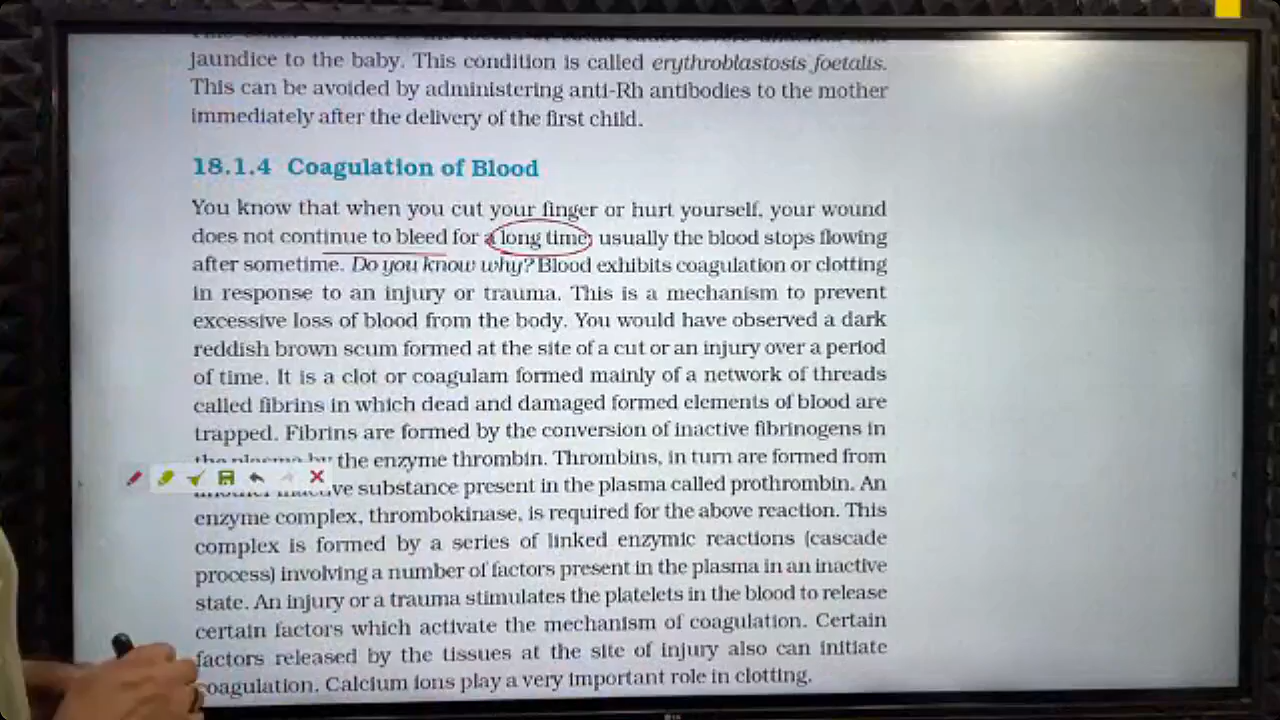 jaundice to the baby. This condition is called erythroblastosis foetalis.
This can be avoided by administering anti-Rh antibodies to the mother
immediately after the delivery of the first child.
18.1.4 Coagulation of Blood
You know that when you cut your finger or hurt yourself, your wound
does not continue to bleed for a long time; usually the blood stops flowing
after sometime. Do you know why? Blood exhibits coagulation or clotting
in response to an injury or trauma. This is a mechanism to prevent
excessive loss of blood from the body. You would have observed a dark
reddish brown scum formed at the site of a cut or an injury over a period
of time. It is a clot or coagulam formed mainly of a network of threads
called fibrins in which dead and damaged formed elements of blood are
trapped. Fibrins are formed by the conversion of inactive fibrinogens in
the plasma by the enzyme thrombin. Thrombins, in turn are formed from
substance present in the plasma called prothrombin. An
enzyme complex, thrombokinase, is required for the above reaction. This
complex is formed by a series of linked enzymic reactions (cascade
process) involving a number of factors present in the plasma in an inactive
state. An injury or a trauma stimulates the platelets in the blood to release
certain factors which activate the mechanism of coagulation. Certain
factors released by the tissues at the site of injury also can initiate
coagulation. Calcium ions play a very important role in clotting.
LG